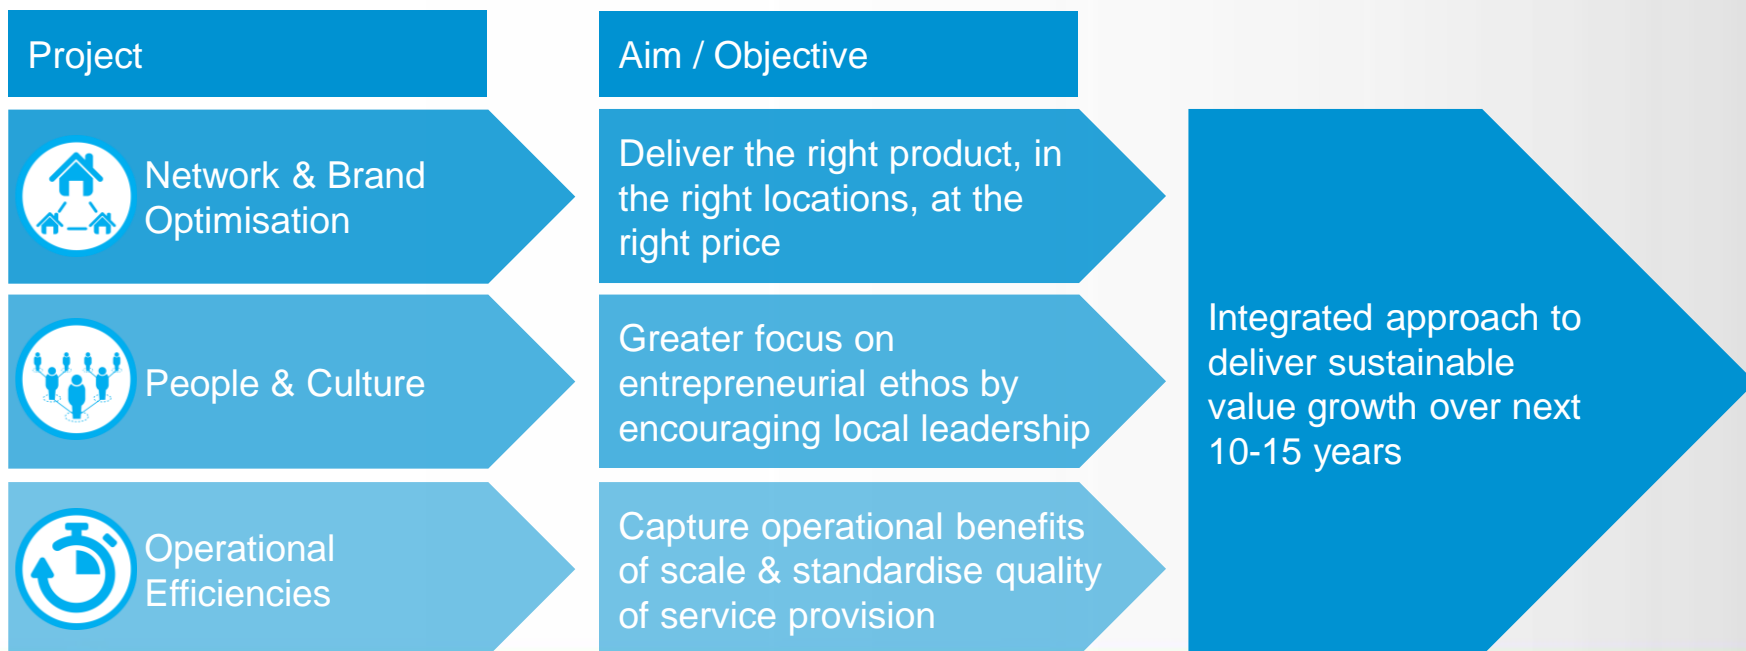 Project
Aim / Objective
Network & Brand
Optimisation
Deliver the right product, in
the right locations, at the
right price
People & Culture
Greater focus on
entrepreneurial ethos by
encouraging local leadership
Operational
Efficiencies
Capture operational benefits
of scale & standardise quality
of service provision
Integrated approach to
deliver sustainable
value growth over next
10-15 years